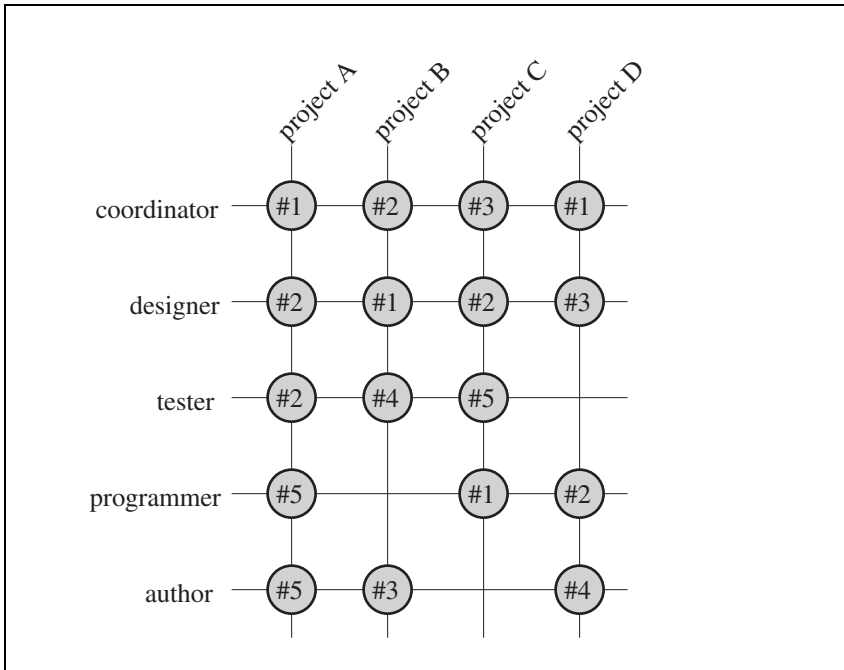 project A project B project C project D
coordinator #1 #2 #3 #1
designer #2 #1 #2 #3
tester #2 #4 #5
programmer #5 #1 #2
author #5 #3 #4